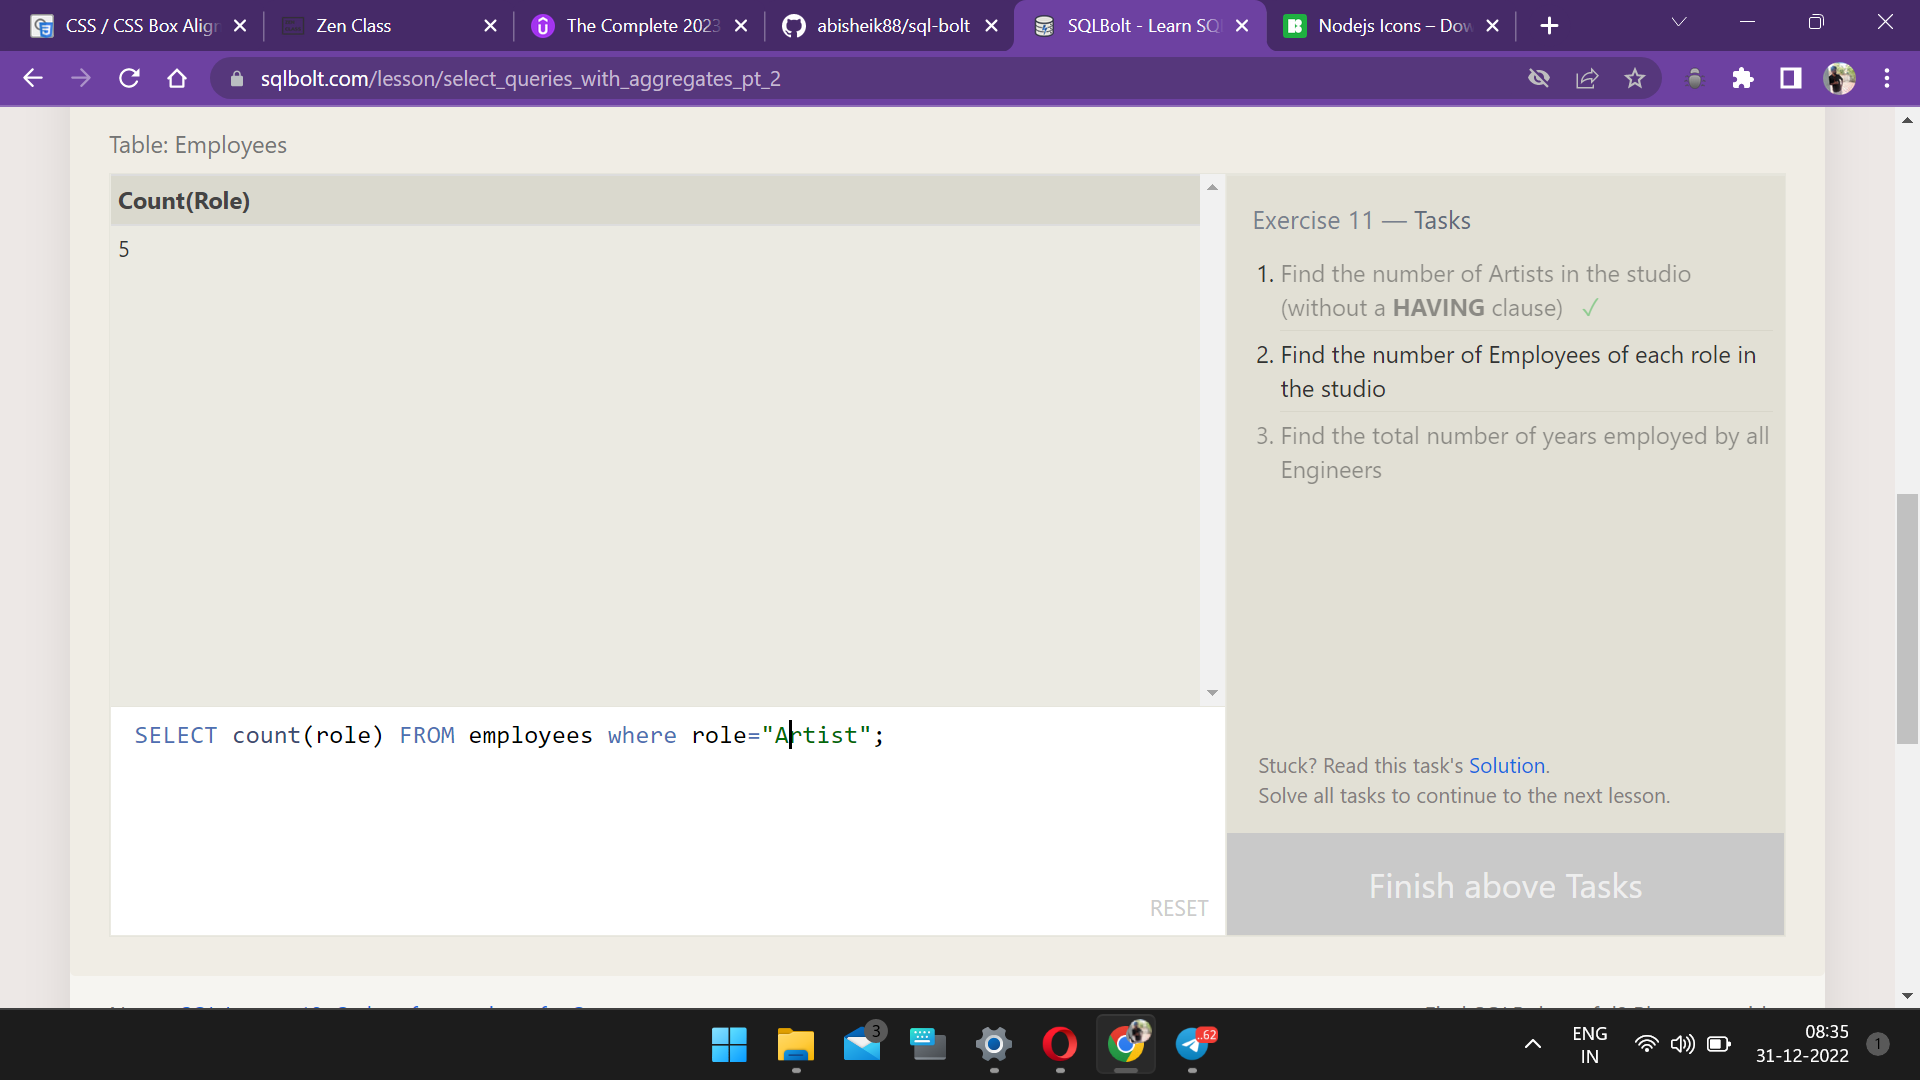 CSS / CSS Box Align
Zen Class
The Complete 2023
abisheik88/sql-bolt
SQLBolt - Learn SQ
Nodejs Icons – Dow
sqlbolt.com/lesson/select_queries_with_aggregates_pt_2
Table: Employees
Count(Role)
5
Exercise 11 — Tasks
1. Find the number of Artists in the studio
(without a HAVING clause) ✓
2. Find the number of Employees of each role in
the studio
3. Find the total number of years employed by all
Engineers
SELECT count(role) FROM employees where role="Artist";
RESET
Stuck? Read this task's Solution.
Solve all tasks to continue to the next lesson.
Finish above Tasks
3
62
ENG
IN
08:35
31-12-2022
1